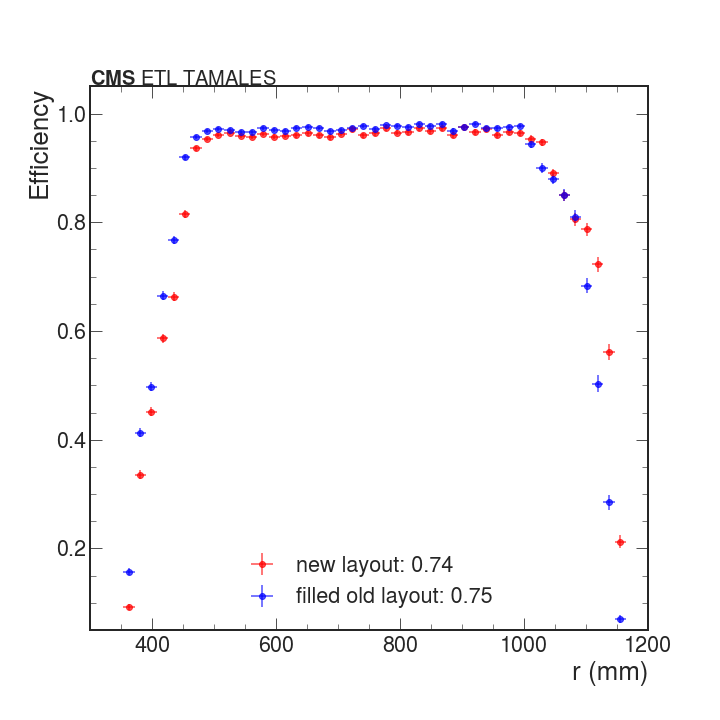 CMS ETL TAMALES
Efficiency
1.0
0.8
0.6
0.4
0.2
new layout: 0.74
filled old layout: 0.75
400 600 800 1000 1200
r (mm)